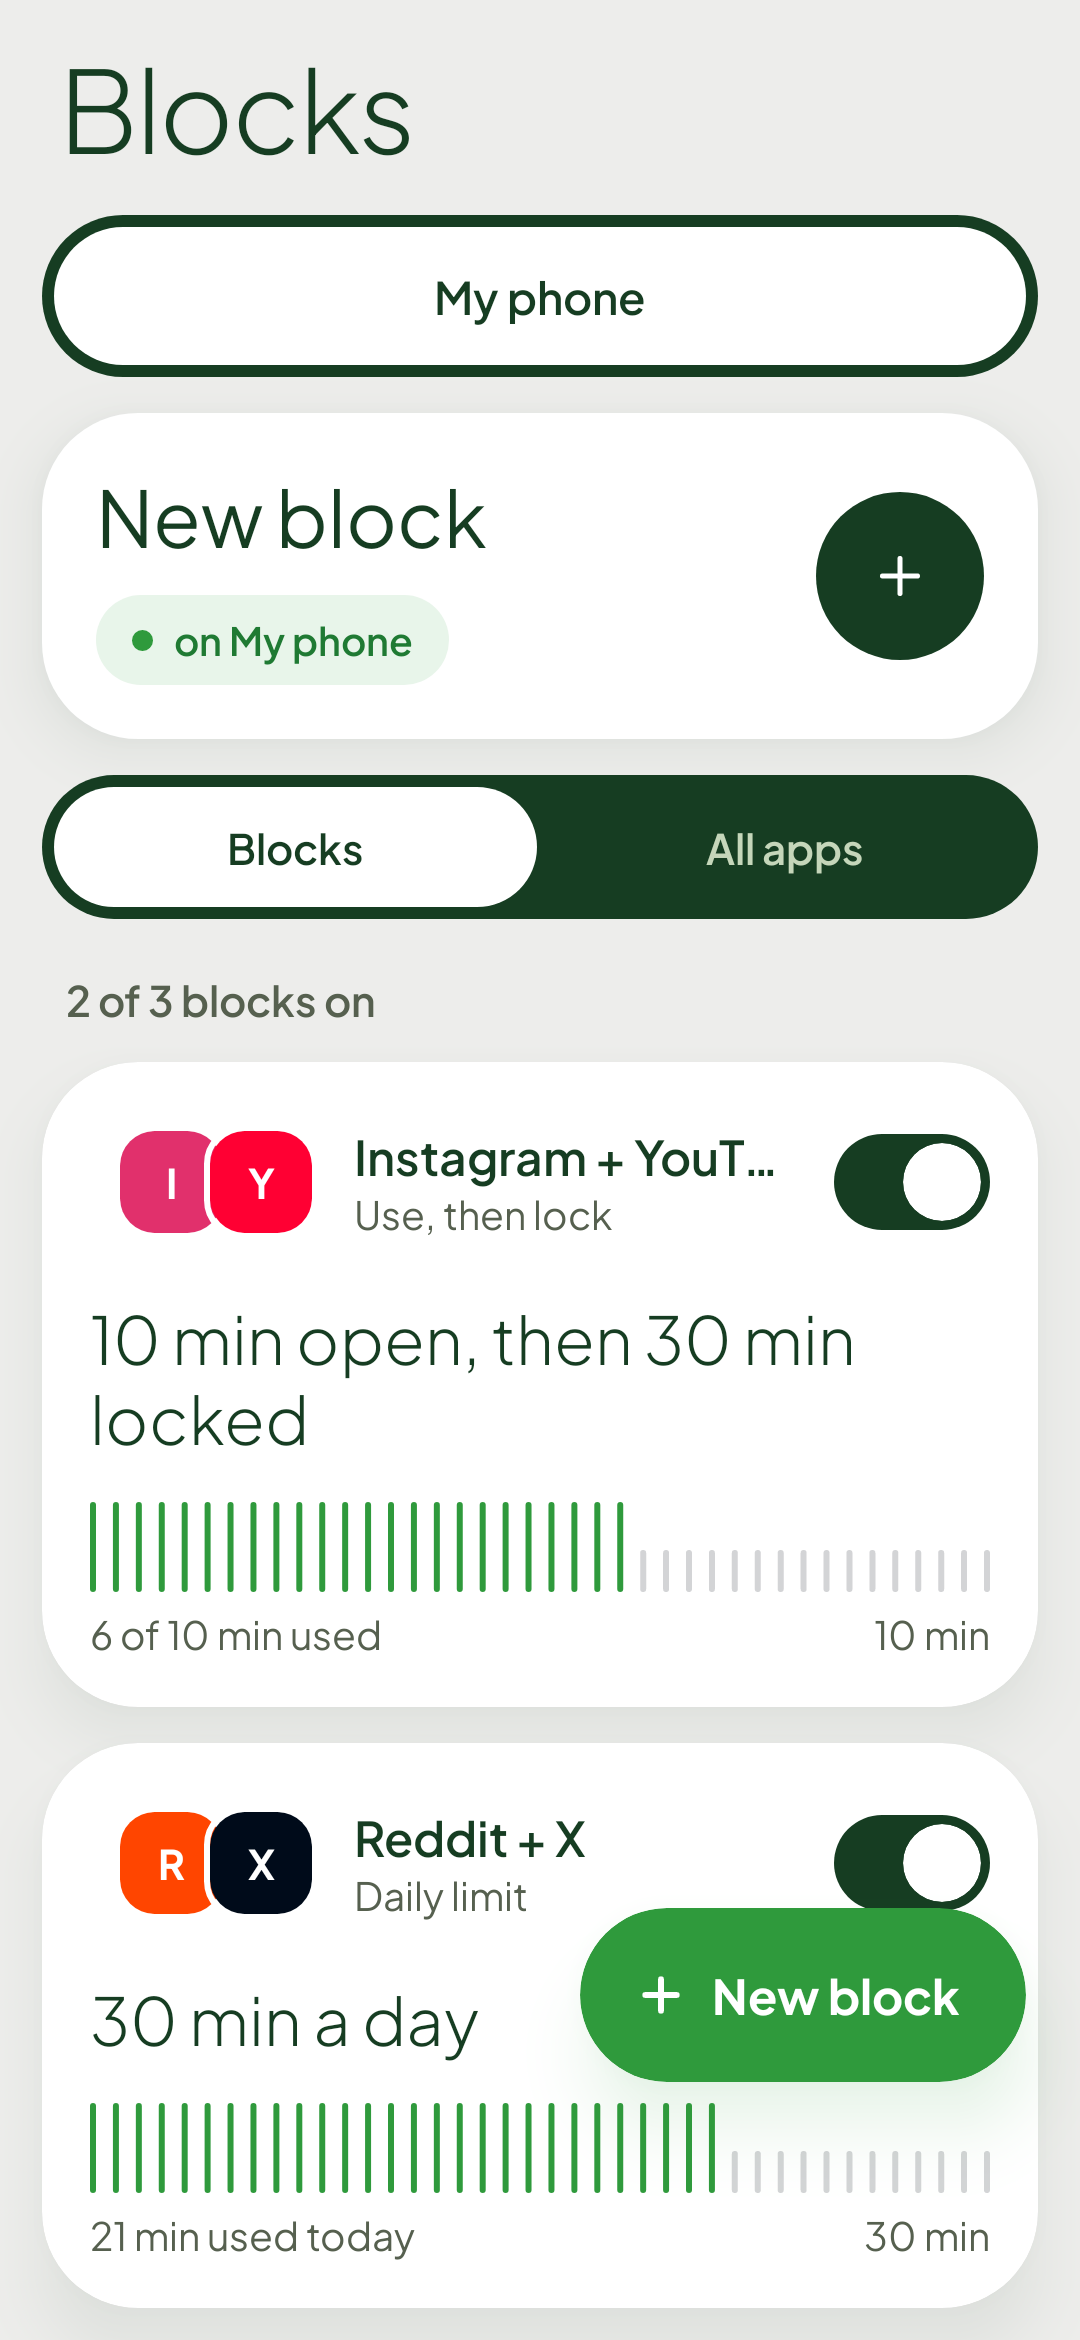 Blocks
My phone
New block
on My phone
Blocks
All apps
2 of 3 blocks on
I
Y
Instagram + YouT...
Use, then lock
10 min open, then 30 min
locked
6 of 10 min used
10 min
R
X
Reddit + X
Daily limit
+ New block
30 min a day
21 min used today
30 min